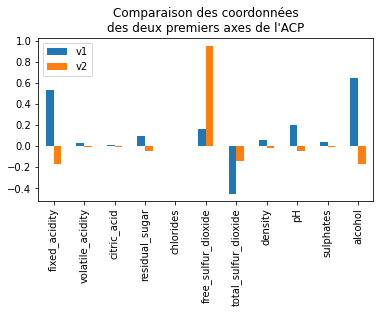 Comparaison des coordonnées
des deux premiers axes de l'ACP
v1
v2
1.0
0.8
0.6
0.4
0.2
0.0
−0.2
−0.4
fixed_acidity
volatile_acidity
citric_acid
residual_sugar
chlorides
free_sulfur_dioxide
total_sulfur_dioxide
density
pH
sulphates
alcohol